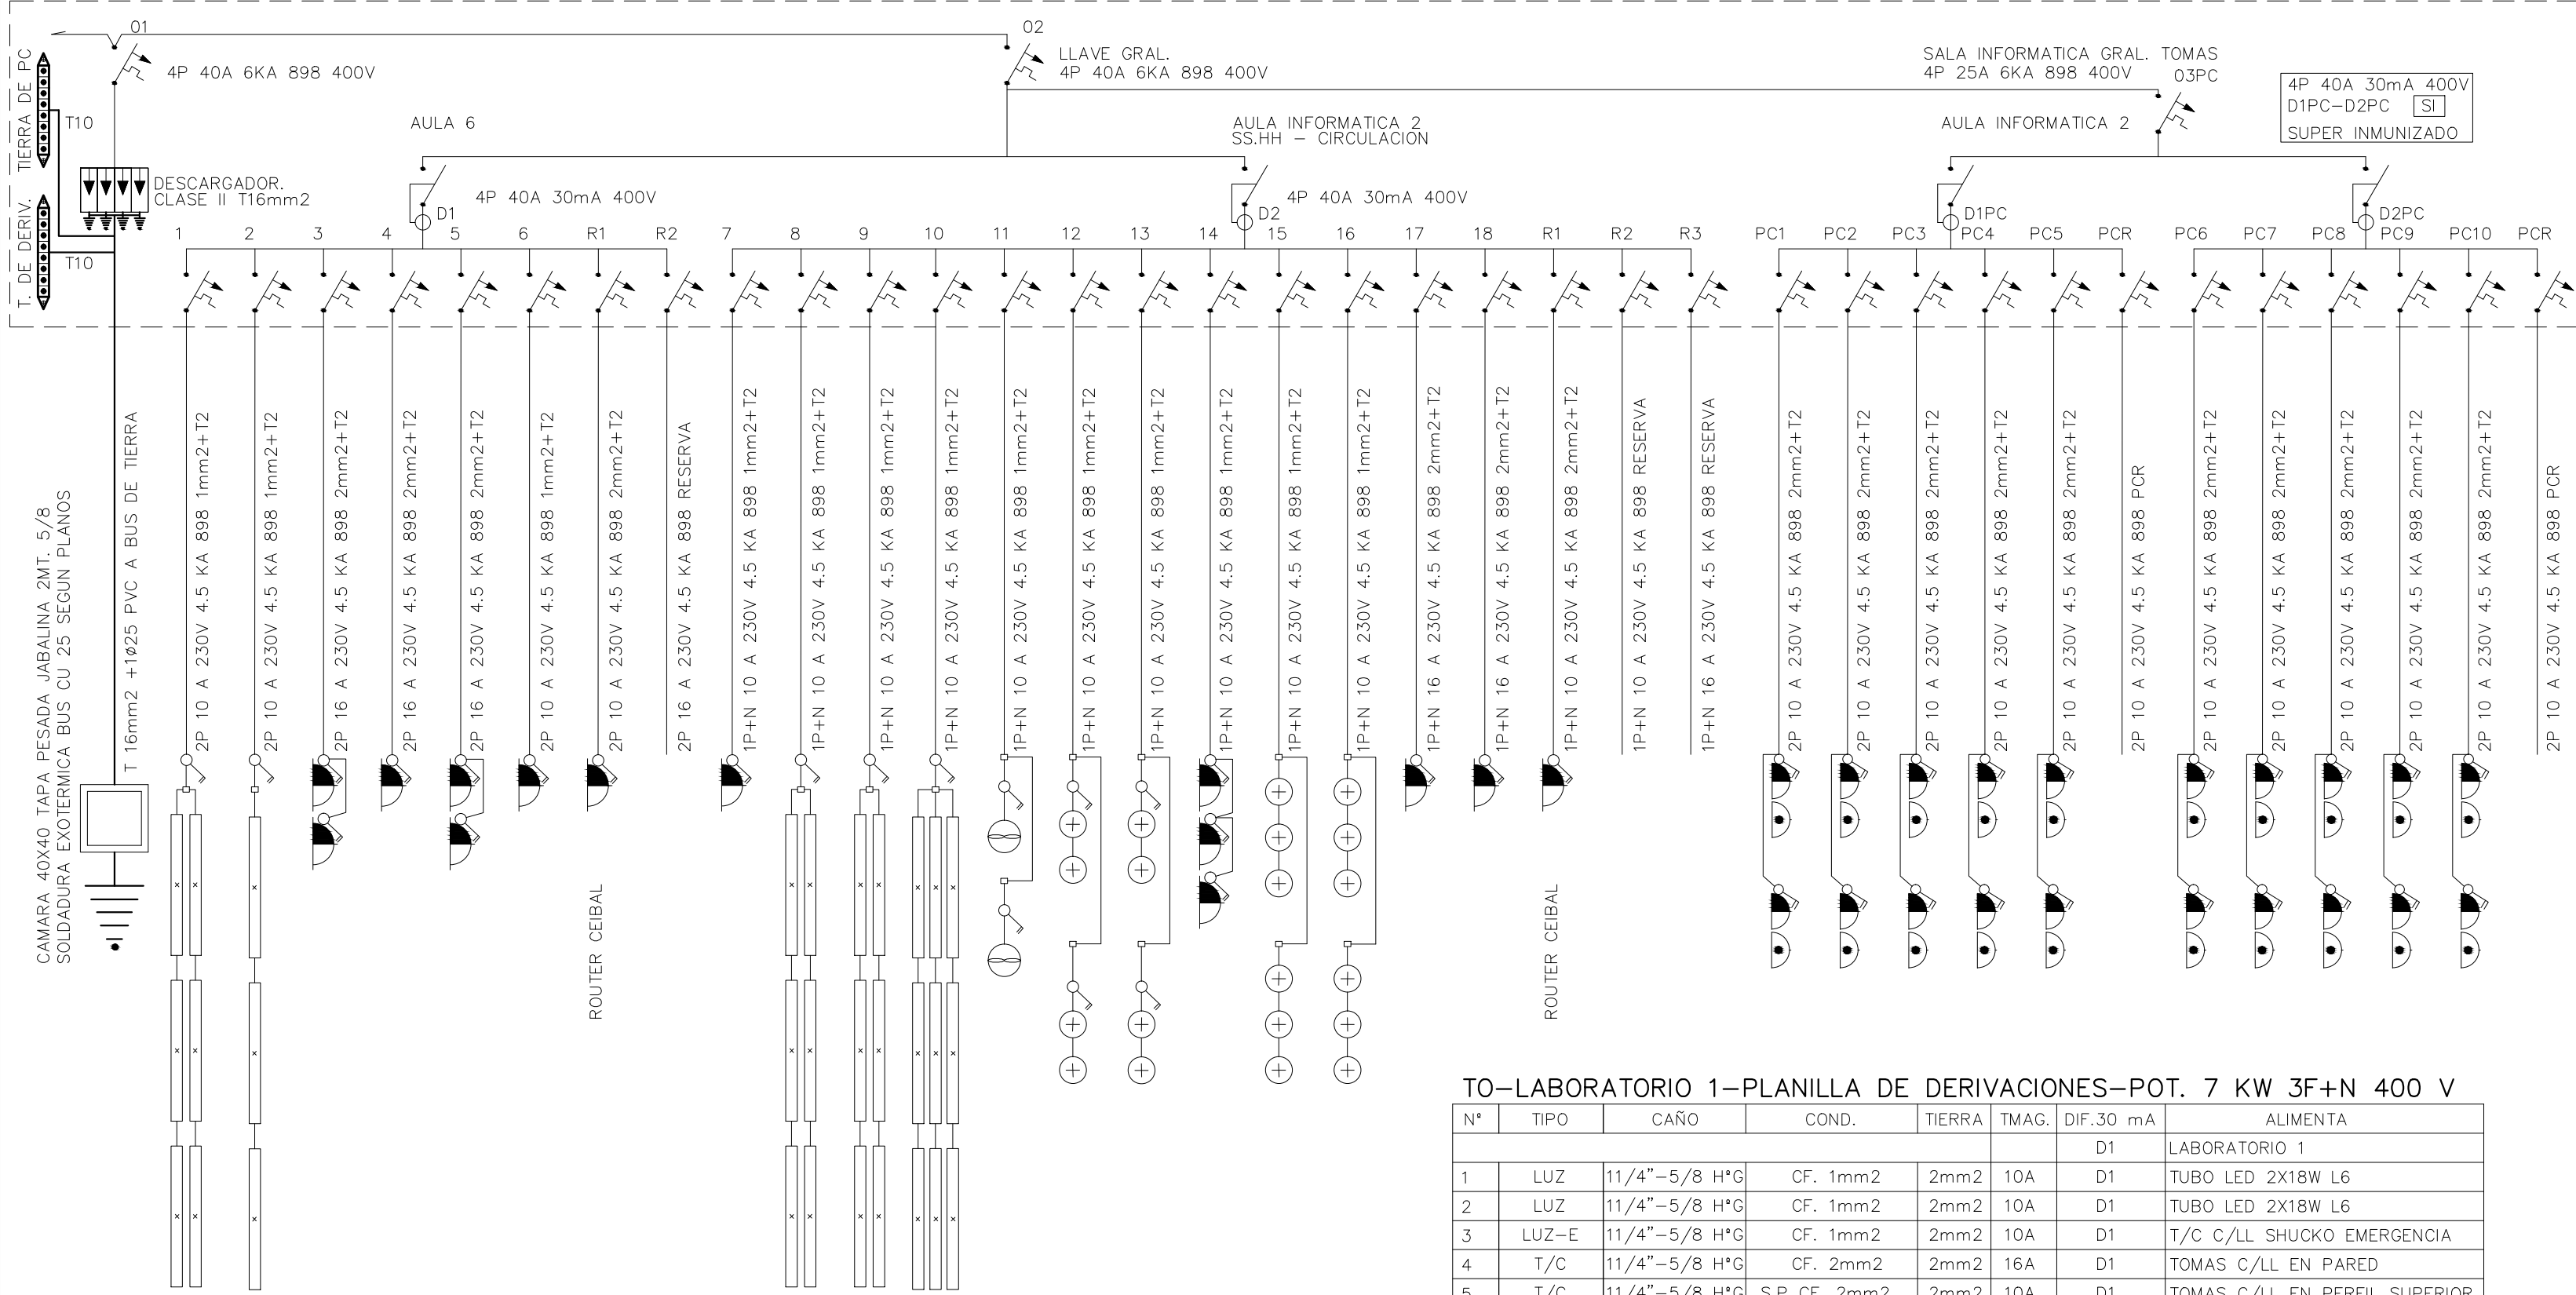 01
4P 40A 6KA 898 400V
02
LLAVE GRAL.
4P 40A 6KA 898 400V
SALA INFORMATICA GRAL. TOMAS
4P 25A 6KA 898 400V
03PC
4P 40A 30mA 400V
D1PC-D2PC SI
SUPER INMUNIZADO
TIERRA DE PC
T10
T. DE DERIV.
T10
DESCARGADOR.
CLASE II T16mm2
AULA 6
4P 40A 30mA 400V
D1
AULA INFORMATICA 2
SS.HH - CIRCULACION
4P 40A 30mA 400V
D2
AULA INFORMATICA 2
D1PC
D2PC
1 2 3 4 5 6 R1 R2 7 8 9 10 11 12 13 14 15 16 17 18 R1 R2 R3 PC1 PC2 PC3 PC4 PC5 PCR PC6 PC7 PC8 PC9 PC10 PCR
CAMARA 40X40 TAPA PESADA JABALINA 2MT. 5/8
SOLDADURA EXOTERMICA BUS CU 25 SEGUN PLANOS
T 16mm2 +1ø25 PVC A BUS DE TIERRA
2P 10 A 230V 4.5 KA 898 1mm2+T2
2P 10 A 230V 4.5 KA 898 1mm2+T2
2P 16 A 230V 4.5 KA 898 2mm2+T2
2P 16 A 230V 4.5 KA 898 2mm2+T2
2P 16 A 230V 4.5 KA 898 2mm2+T2
2P 10 A 230V 4.5 KA 898 1mm2+T2
2P 10 A 230V 4.5 KA 898 2mm2+T2
2P 16 A 230V 4.5 KA 898 RESERVA
1P+N 10 A 230V 4.5 KA 898 1mm2+T2
1P+N 10 A 230V 4.5 KA 898 1mm2+T2
1P+N 10 A 230V 4.5 KA 898 1mm2+T2
1P+N 10 A 230V 4.5 KA 898 1mm2+T2
1P+N 10 A 230V 4.5 KA 898 1mm2+T2
1P+N 10 A 230V 4.5 KA 898 1mm2+T2
1P+N 10 A 230V 4.5 KA 898 1mm2+T2
1P+N 10 A 230V 4.5 KA 898 1mm2+T2
1P+N 10 A 230V 4.5 KA 898 1mm2+T2
1P+N 10 A 230V 4.5 KA 898 1mm2+T2
1P+N 16 A 230V 4.5 KA 898 2mm2+T2
1P+N 16 A 230V 4.5 KA 898 2mm2+T2
1P+N 10 A 230V 4.5 KA 898 2mm2+T2
1P+N 10 A 230V 4.5 KA 898 RESERVA
1P+N 16 A 230V 4.5 KA 898 RESERVA
2P 10 A 230V 4.5 KA 898 2mm2+T2
2P 10 A 230V 4.5 KA 898 2mm2+T2
2P 10 A 230V 4.5 KA 898 2mm2+T2
2P 10 A 230V 4.5 KA 898 2mm2+T2
2P 10 A 230V 4.5 KA 898 2mm2+T2
2P 10 A 230V 4.5 KA 898 PCR
2P 10 A 230V 4.5 KA 898 2mm2+T2
2P 10 A 230V 4.5 KA 898 2mm2+T2
2P 10 A 230V 4.5 KA 898 2mm2+T2
2P 10 A 230V 4.5 KA 898 2mm2+T2
2P 10 A 230V 4.5 KA 898 2mm2+T2
2P 10 A 230V 4.5 KA 898 PCR
ROUTER CEIBAL
ROUTER CEIBAL
TO-LABORATORIO 1-PLANILLA DE DERIVACIONES-POT. 7 KW 3F+N 400 V
N° TIPO CAÑO COND. TIERRA TMAG. DIF.30 mA ALIMENTA
D1 LABORATORIO 1
1 LUZ 11/4"-5/8 H°G CF. 1mm2 2mm2 10A D1 TUBO LED 2X18W L6
2 LUZ 11/4"-5/8 H°G CF. 1mm2 2mm2 10A D1 TUBO LED 2X18W L6
3 LUZ-E 11/4"-5/8 H°G CF. 1mm2 2mm2 10A D1 T/C C/LL SHUCKO EMERGENCIA
4 T/C 11/4"-5/8 H°G CF. 2mm2 2mm2 16A D1 TOMAS C/LL EN PARED
5 T/C 11/4"-5/8 H°G S.P. CF. 2mm2 2mm2 10A D1 TOMAS C/LL EN PERFIL SUPERIOR